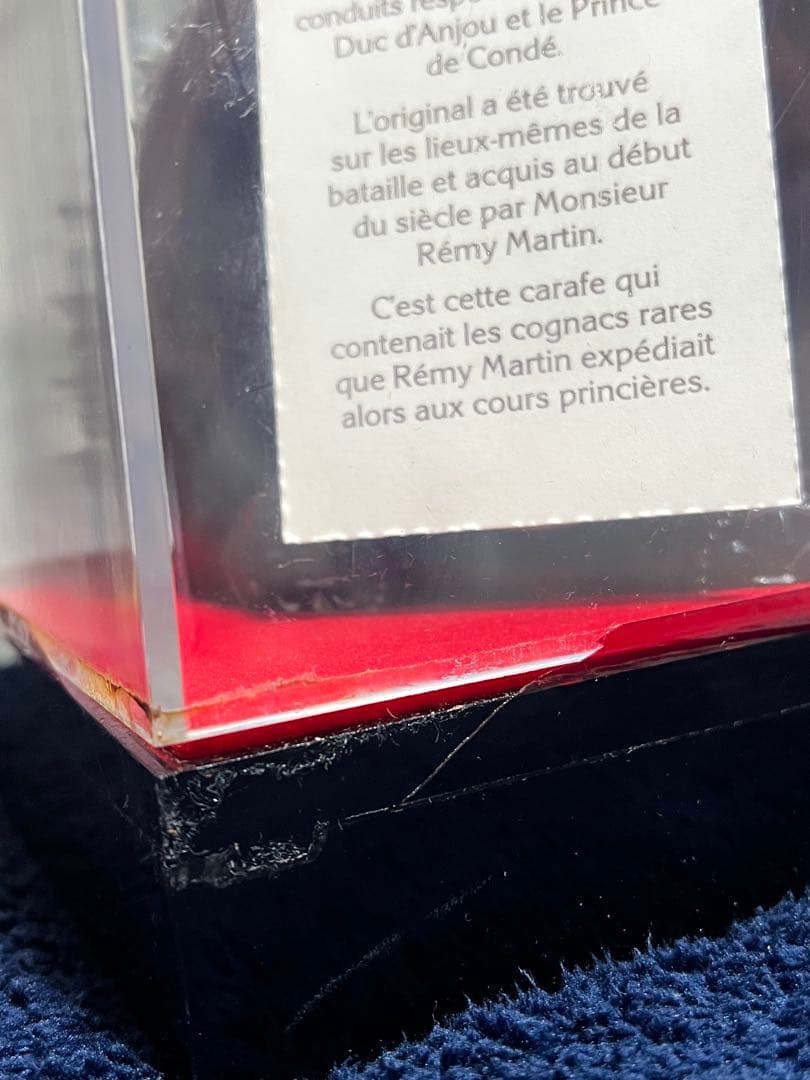 conduits
Duc d'Anjou et le Prince
de Condé.
L'original a été trouvé
sur les lieux-mêmes de la
bataille et acquis au début
du siècle par Monsieur
Rémy Martin.
C'est cette carafe qui
contenait les cognacs rares
que Rémy Martin expédiait
alors aux cours princières.